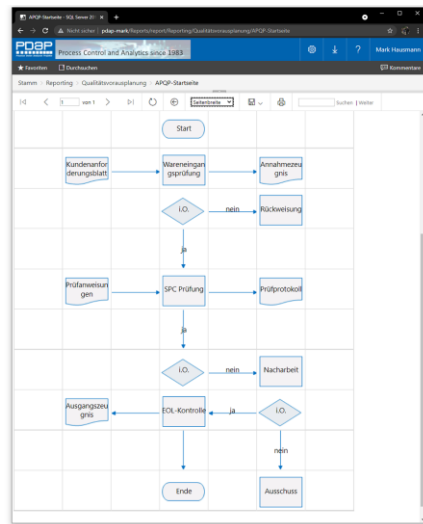 APQP-Startseite - SQL Server 20
Nicht sicher | pdap-mark/Reports/report/Reporting/Qualitätsvorausplanung/APQP-Startseite
PDAP Process Control and Analytics since 1983
? Mark Hausmann
Favoriten Durchsuchen Kommentare
Stamm Reporting Qualitätsvorausplanung APQP-Startseite
1 von 1 Seitenbreite Suchen | Weiter
Start
Kundenanfor
derungsblatt
Wareneingan
gsprüfung
Annahmezeu
gnis
i.O. nein Rückweisung
ja
Prüfanweisun
gen
SPC Prüfung Prüfprotokoll
ja
i.O. nein Nacharbeit
Ausgangszeu
gnis
EOL-Kontrolle ja i.O.
nein
Ende Ausschuss